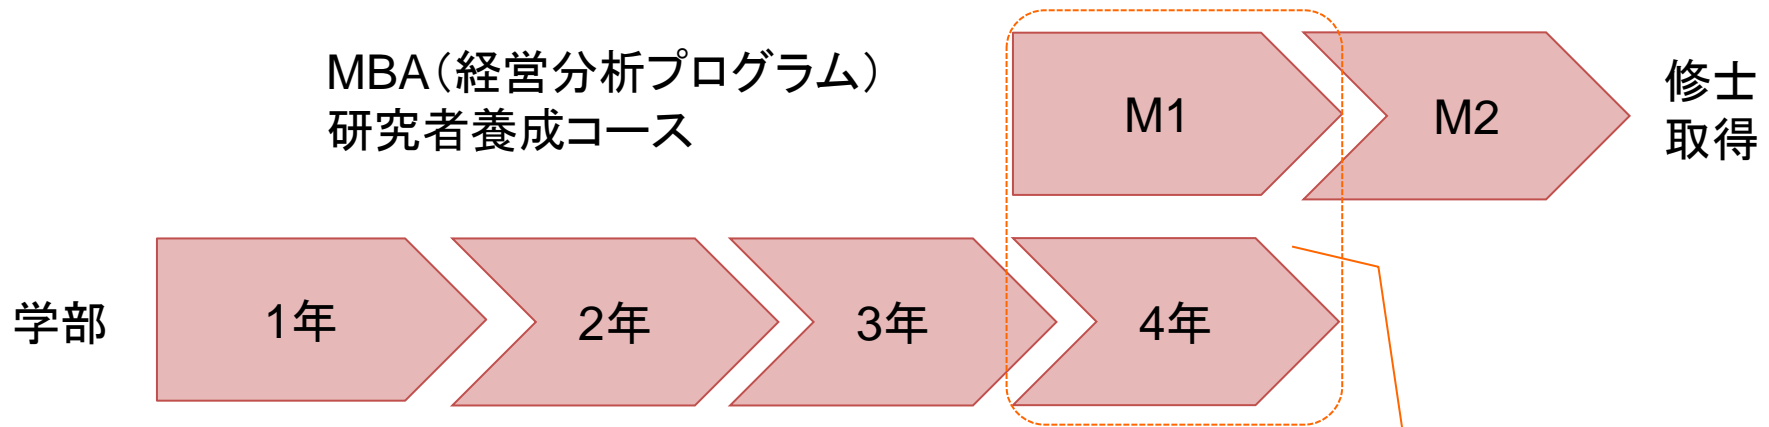 MBA（経営分析プログラム）
研究者養成コース
M1
M2
修士
取得
学部
1年
2年
3年
4年